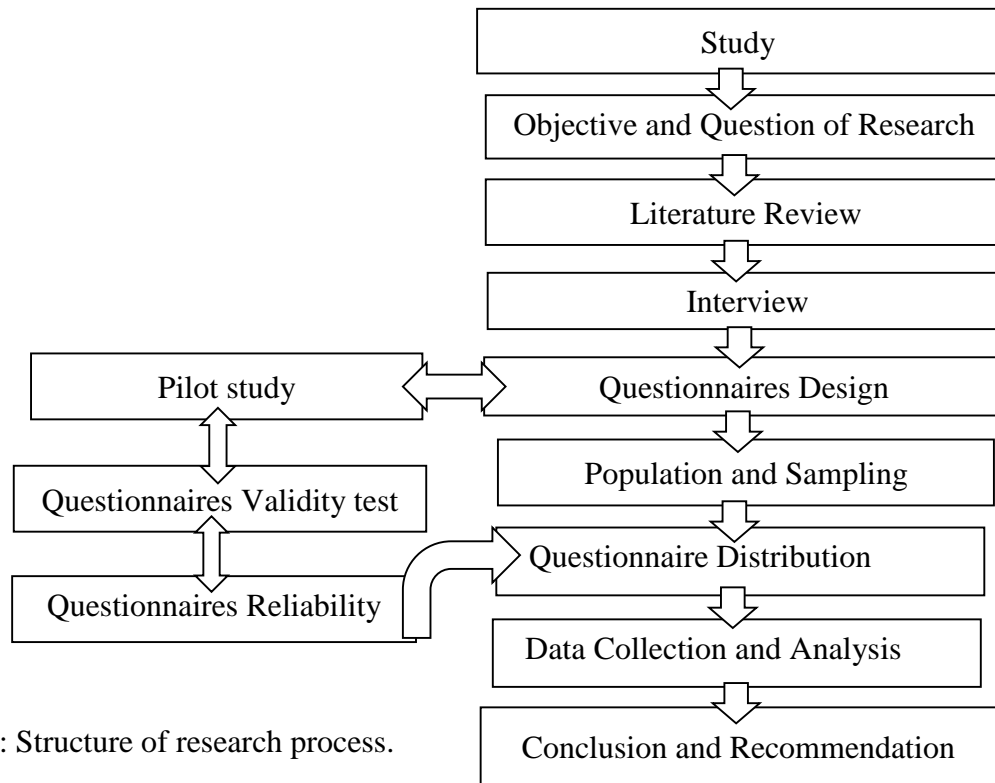 Study
Objective and Question of Research
Literature Review
Interview
Pilot study
Questionnaires Design
Population and Sampling
Questionnaires Validity test
Questionnaire Distribution
Questionnaires Reliability
Data Collection and Analysis
: Structure of research process.
Conclusion and Recommendation